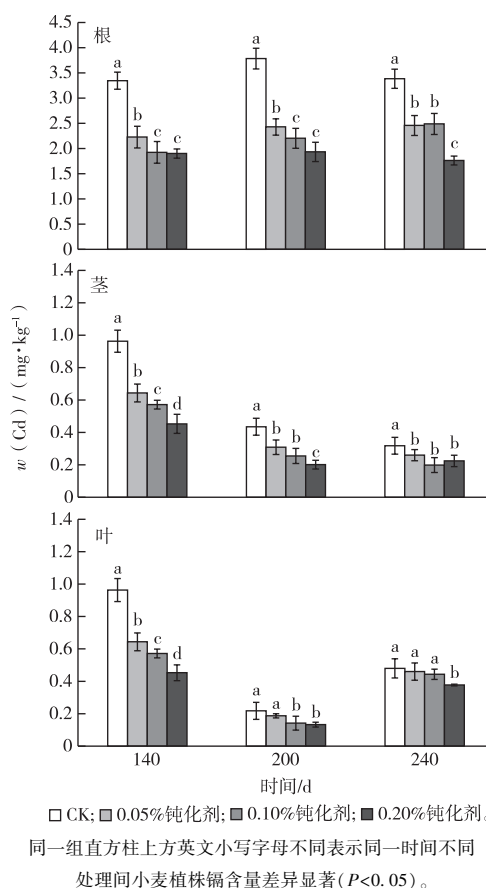 4.5
根
4.0
3.5
3.0
2.5
2.0
1.5
1.0
0.5
0
a b c c
a b c c
a b b c
1.4
茎
1.2
1.0
0.8
0.6
0.4
0.2
0
a b c d
a b b c
a b b b
w（Cd）/（mg·kg⁻¹）
1.4
叶
1.2
1.0
0.8
0.6
0.4
0.2
0
a b c d
a a b b
a a a b
140 200 240
时间/d
CK; 0.05%钝化剂; 0.10%钝化剂; 0.20%钝化剂。
同一组直方柱上方英文小写字母不同表示同一时间不同
处理间小麦植株镉含量差异显著(P<0.05)。